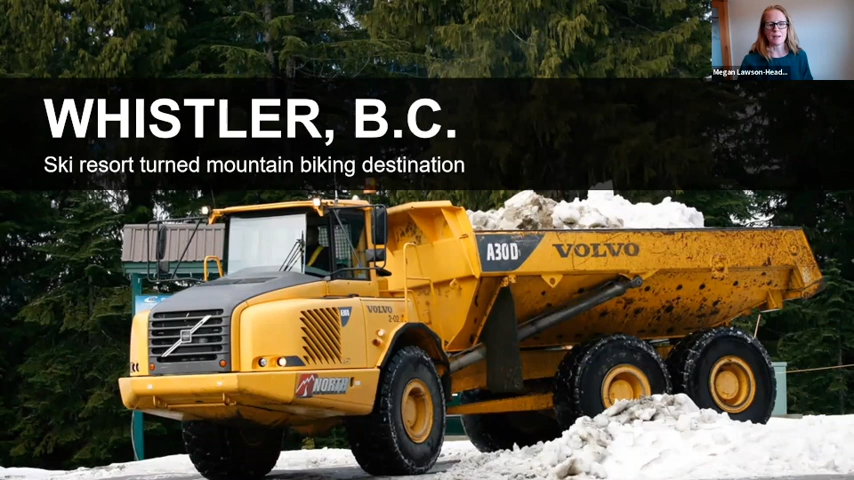 Megan Lawson-Head...
WHISTLER, B.C.
Ski resort turned mountain biking destination
A30D
VOLVO
VOLVO
NORTH